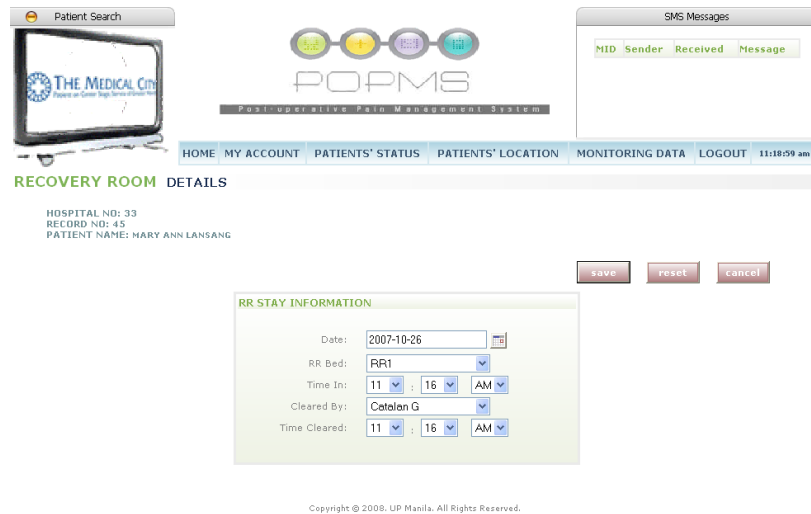 Patient Search
SMS Messages
MID Sender Received Message
THE MEDICAL CITY
POPMS
Post-operative Pain Management System
HOME MY ACCOUNT PATIENTS' STATUS PATIENTS' LOCATION MONITORING DATA LOGOUT 11:18:59 am
RECOVERY ROOM DETAILS
HOSPITAL NO: 33
RECORD NO: 45
PATIENT NAME: MARY ANN LANSANG
save reset cancel
RR STAY INFORMATION
Date: 2007-10-26
RR Bed: RR1
Time In: 11 : 16 AM
Cleared By: Catalan G
Time Cleared: 11 : 16 AM
Copyright © 2008. UP Manila. All Rights Reserved.